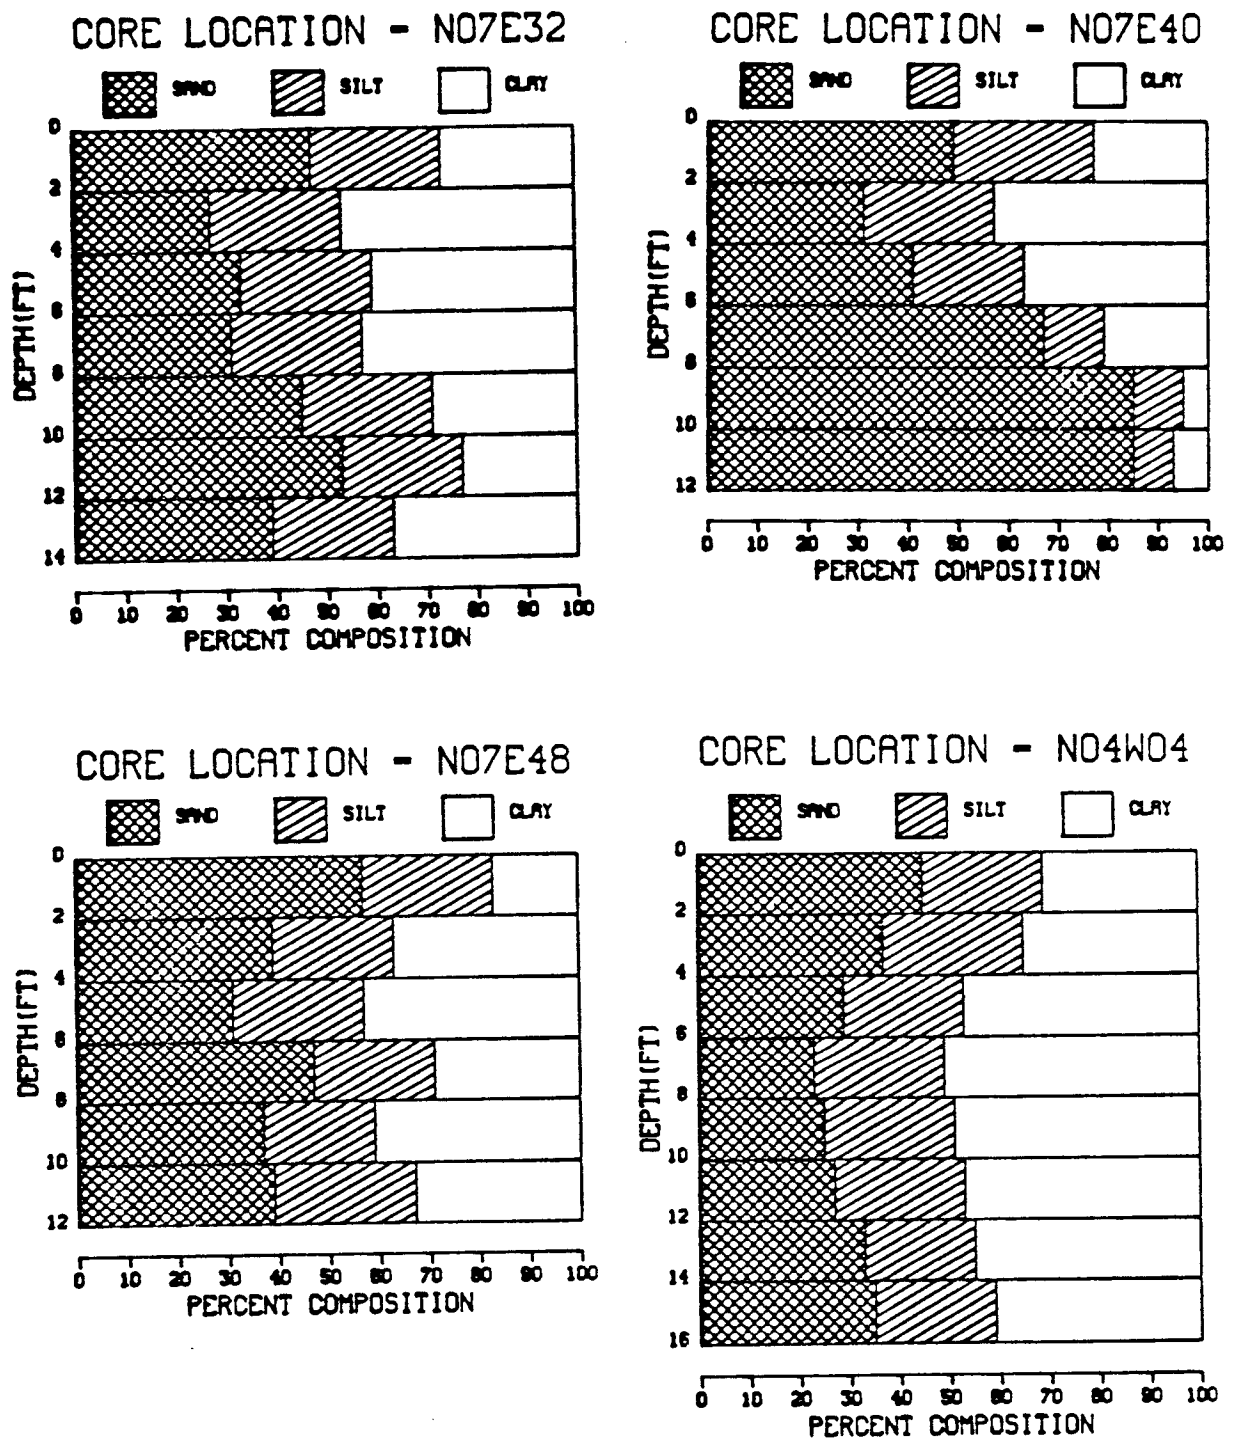 CORE LOCATION - N07E32
SAND SILT CLAY
0
2
4
6
8
10
12
14
DEPTH(FT)
0 10 20 30 40 50 60 70 80 90 100
PERCENT COMPOSITION
CORE LOCATION - N07E40
SAND SILT CLAY
0
2
4
6
8
10
12
DEPTH(FT)
0 10 20 30 40 50 60 70 80 90 100
PERCENT COMPOSITION
CORE LOCATION - N07E48
SAND SILT CLAY
0
2
4
6
8
10
12
DEPTH(FT)
0 10 20 30 40 50 60 70 80 90 100
PERCENT COMPOSITION
CORE LOCATION - N04W04
SAND SILT CLAY
0
2
4
6
8
10
12
14
16
DEPTH(FT)
0 10 20 30 40 50 60 70 80 90 100
PERCENT COMPOSITION